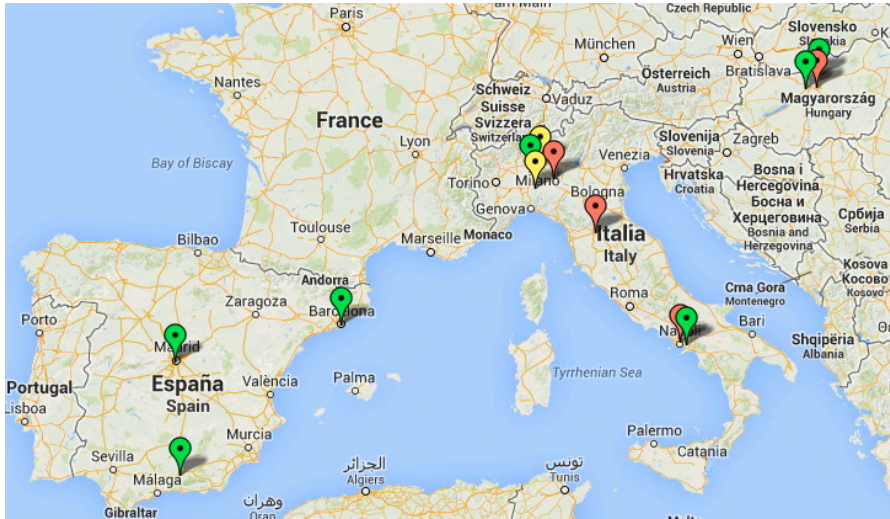 Paris
am Main
Czech Republic
Slovensko
Slovakia
München
Wien
Bratislava
Österreich
Austria
Magyarország
Hungary
Nantes
Schweiz
Suisse
Svizzera
Switzerland
Vaduz
France
Lyon
Slovenija
Slovenia
Zagreb
Bay of Biscay
Torino
Milano
Venezia
Hrvatska
Croatia
Bosna i
Hercegovina
Босна и
Херцеговина
Bosnia and
Herzegovina
Bologna
Genova
Toulouse
Marseille
Monaco
Србија
Serbia
Bilbao
Italia
Italy
Andorra
Kosova
Косово
Kosovo
Crna Gora
Montenegro
Zaragoza
Barcelona
Roma
Porto
Napoli
Bari
Madrid
Shqipëria
Albania
Portugal
España
Spain
València
Palma
Tyrrhenian Sea
Lisboa
Murcia
Palermo
Sevilla
Catania
Málaga
الجزائر
Algiers
تونس
Tunis
Gibraltar
وهران
Oran